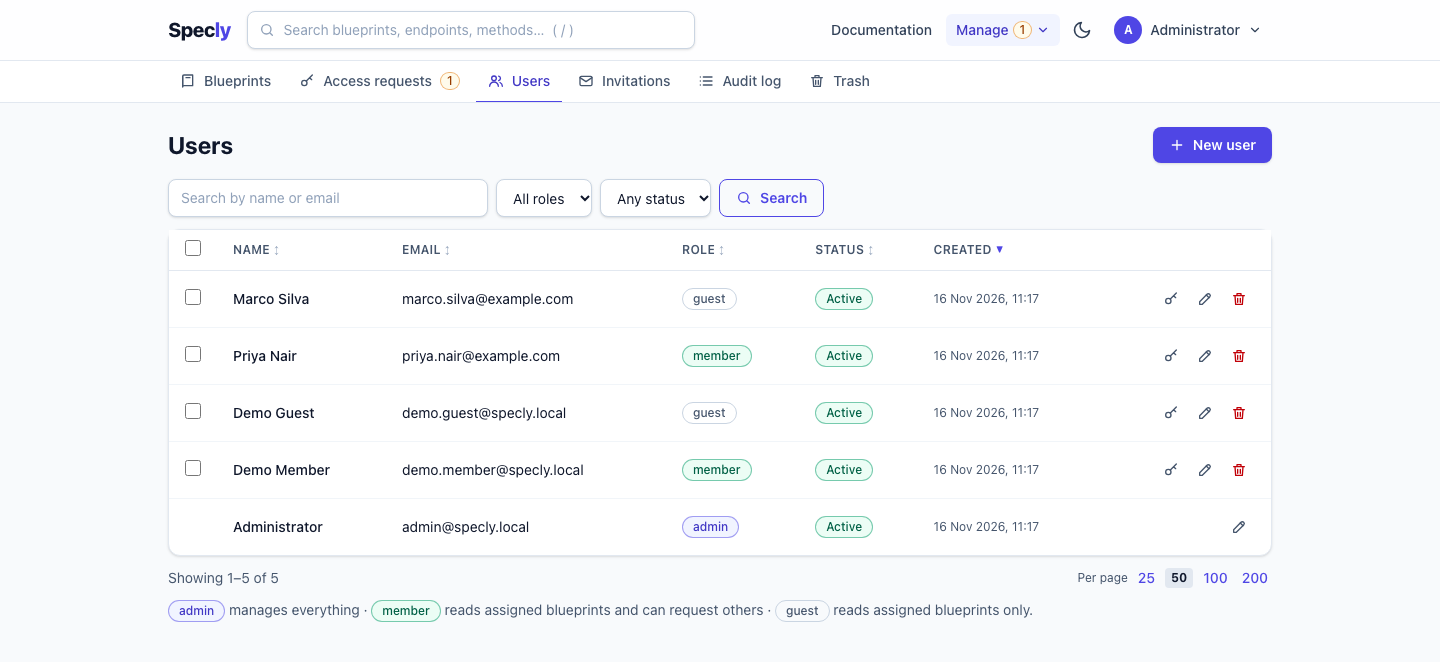 Specly Search blueprints, endpoints, methods... ( / ) Documentation Manage 1 A Administrator
Blueprints Access requests 1 Users Invitations Audit log Trash
Users New user
Search by name or email All roles Any status Search
NAME EMAIL ROLE STATUS CREATED
Marco Silva marco.silva@example.com guest Active 16 Nov 2026, 11:17
Priya Nair priya.nair@example.com member Active 16 Nov 2026, 11:17
Demo Guest demo.guest@specly.local guest Active 16 Nov 2026, 11:17
Demo Member demo.member@specly.local member Active 16 Nov 2026, 11:17
Administrator admin@specly.local admin Active 16 Nov 2026, 11:17
Showing 1–5 of 5 Per page 25 50 100 200
admin manages everything · member reads assigned blueprints and can request others · guest reads assigned blueprints only.